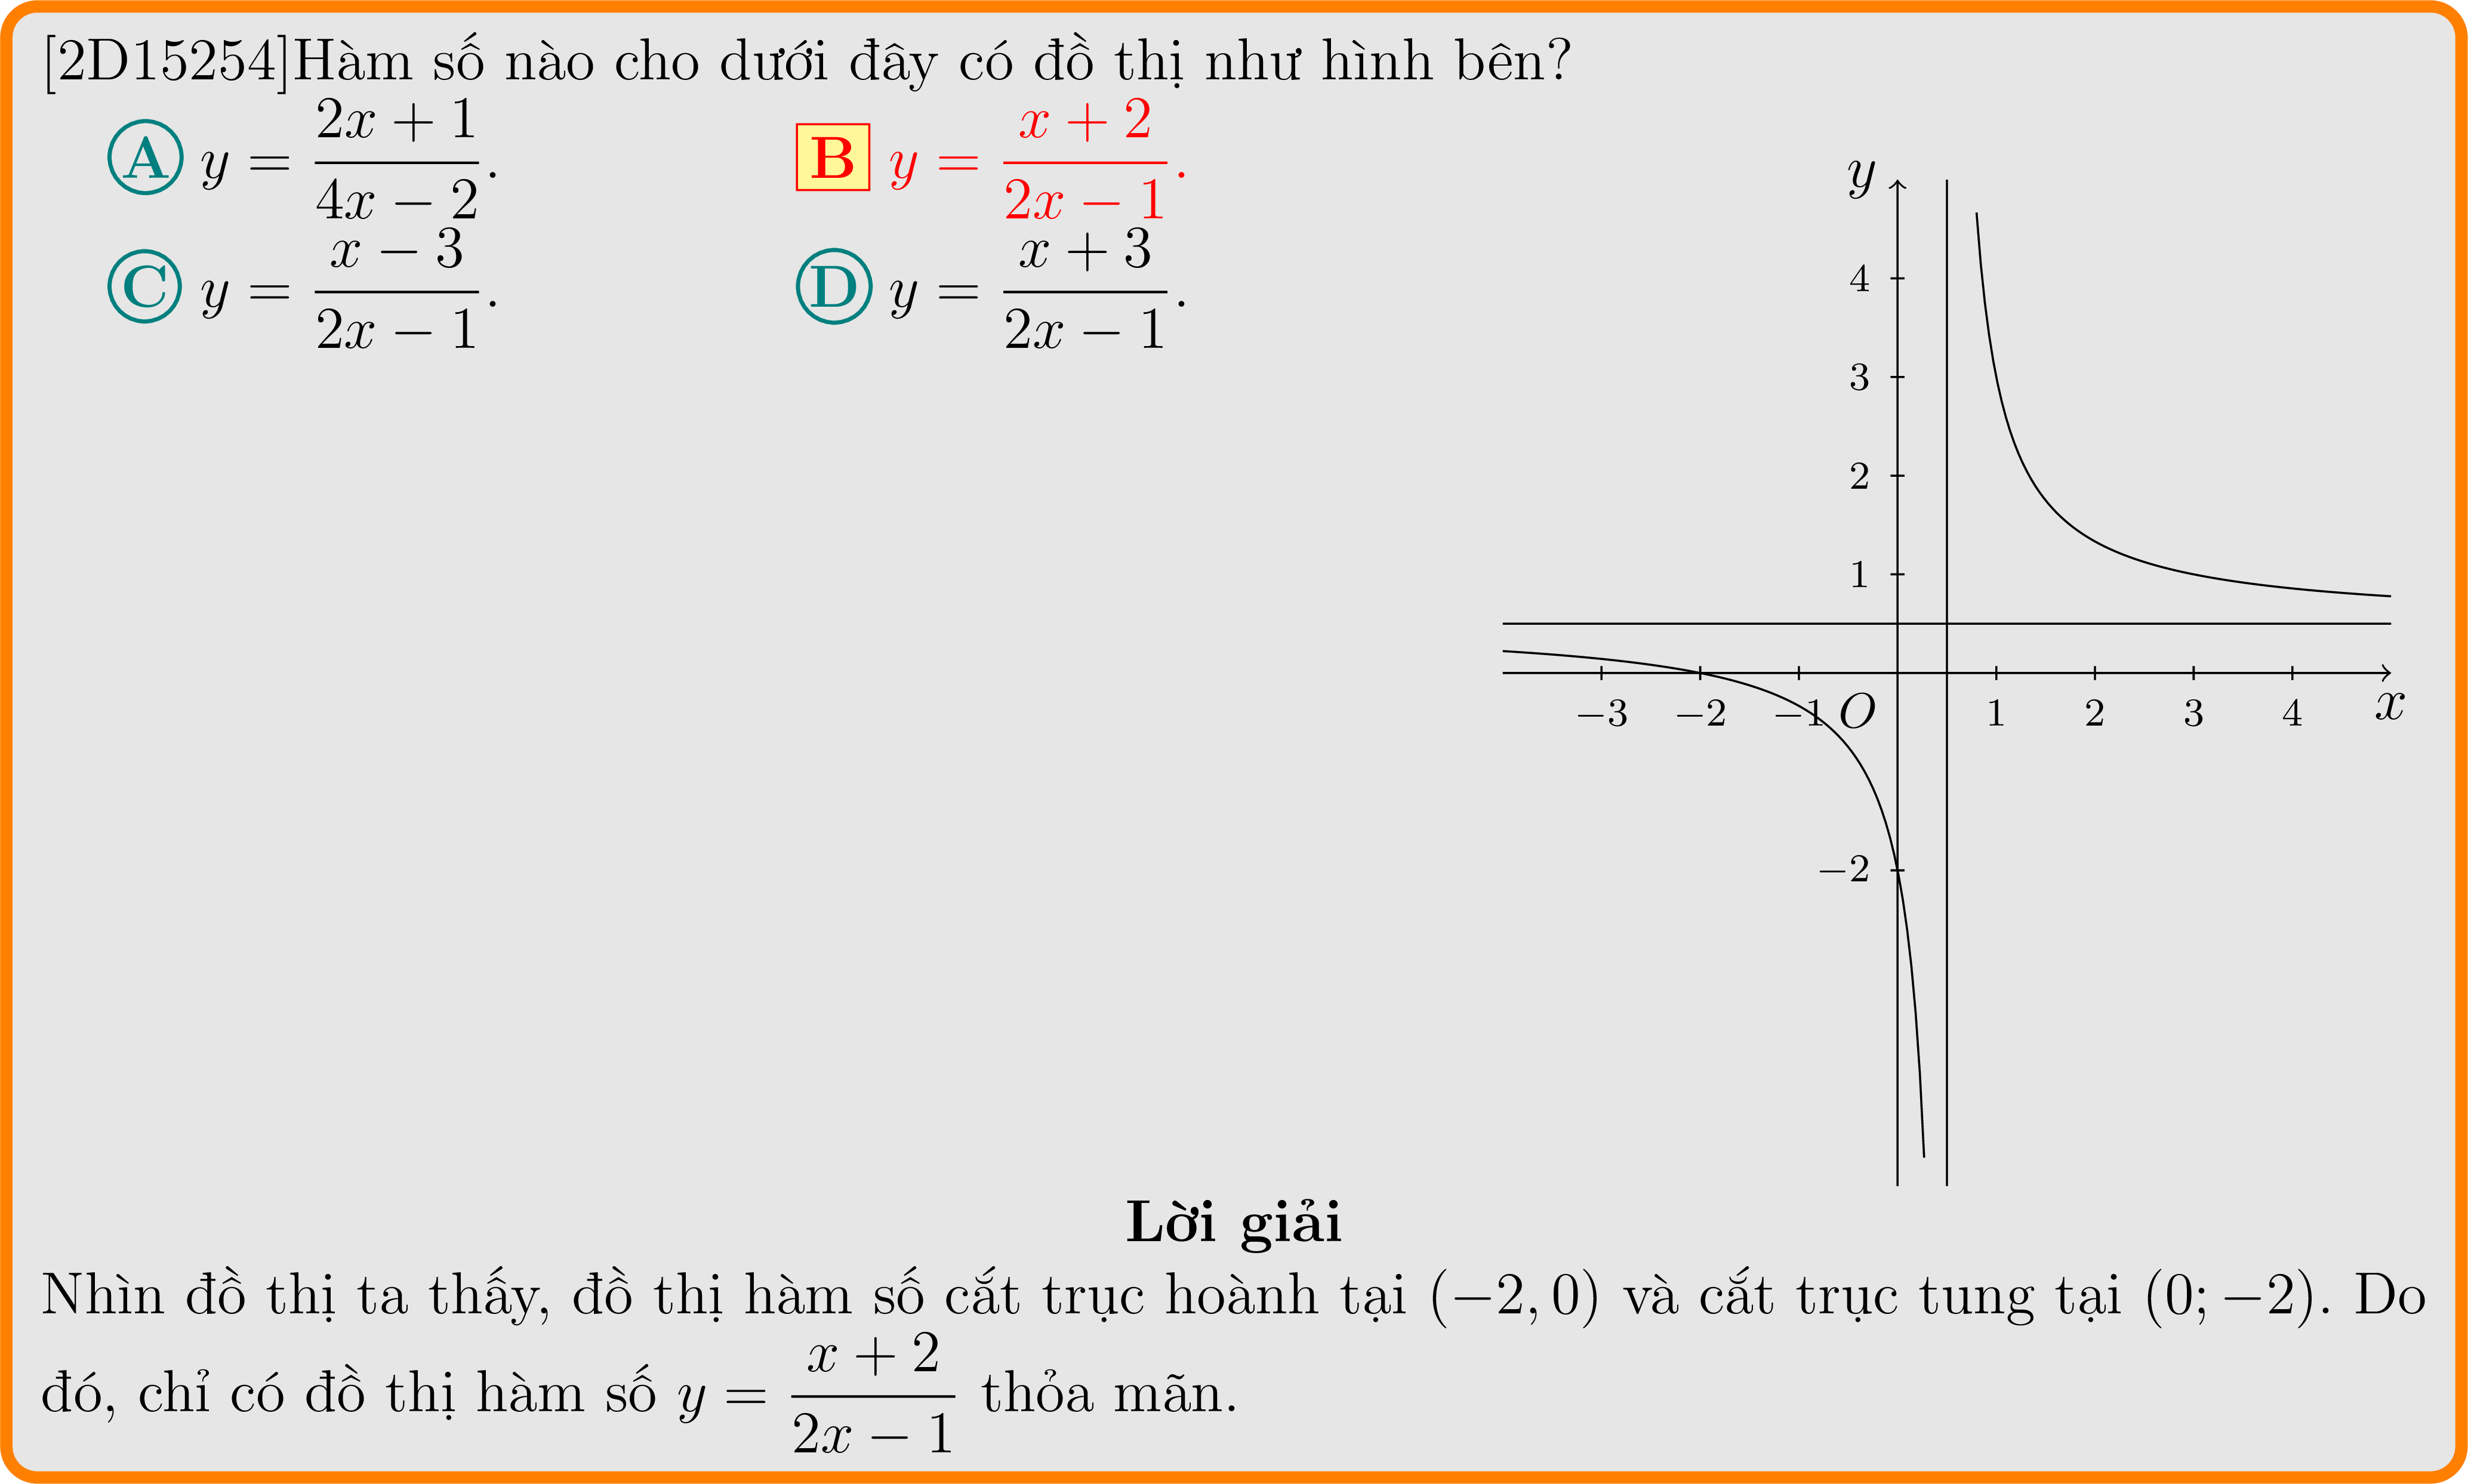 [2D15254]Hàm số nào cho dưới đây có đồ thị như hình bên?
A y = \frac{2x + 1}{4x − 2}. B y = \frac{x + 2}{2x − 1}.
C y = \frac{x − 3}{2x − 1}. D y = \frac{x + 3}{2x − 1}.
y
4
3
2
1
−3 −2 −1 O 1 2 3 4 x
−2
Lời giải
Nhìn đồ thị ta thấy, đồ thị hàm số cắt trục hoành tại (−2, 0) và cắt trục tung tại (0; −2). Do
đó, chỉ có đồ thị hàm số y = \frac{x + 2}{2x − 1} thỏa mãn.